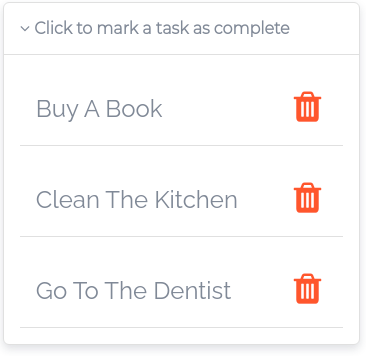 Click to mark a task as complete
Buy A Book
Clean The Kitchen
Go To The Dentist